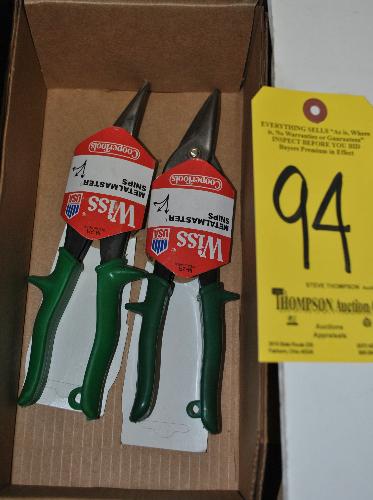 CooperTools
METALMASTER
SNIPS
Wiss
USA
CooperTools
METALMASTER
SNIPS
Wiss
USA
EVERYTHING SELLS "As is, Where
is, No Warranties or Guarantees"
INSPECT BEFORE YOU BID
Buyers Premium in Effect
94
STEVE THOMPSON
THOMPSON Auction
Auctions
Appraisals